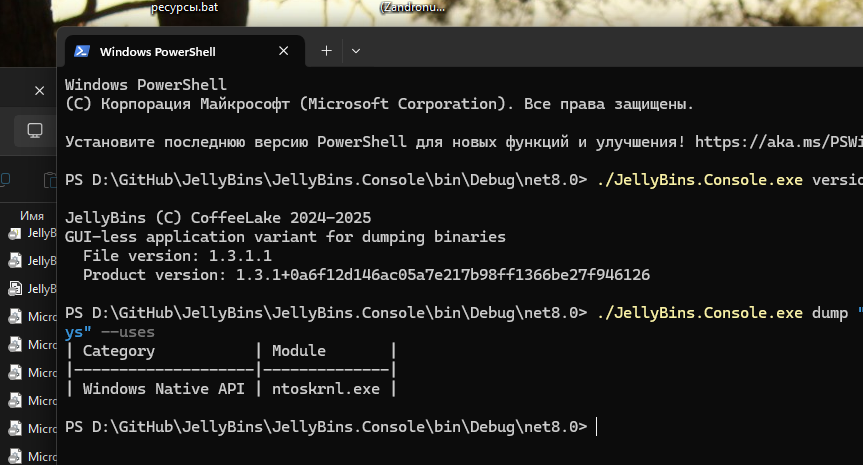 ресурсы.bat
(Zandronu...
Windows PowerShell
Windows PowerShell
(C) Корпорация Майкрософт (Microsoft Corporation). Все права защищены.
Установите последнюю версию PowerShell для новых функций и улучшения! https://aka.ms/PSWi
PS D:\GitHub\JellyBins\JellyBins.Console\bin\Debug\net8.0> ./JellyBins.Console.exe versio
JellyBins (C) CoffeeLake 2024-2025
GUI-less application variant for dumping binaries
File version: 1.3.1.1
Product version: 1.3.1+0a6f12d146ac05a7e217b98ff1366be27f946126
PS D:\GitHub\JellyBins\JellyBins.Console\bin\Debug\net8.0> ./JellyBins.Console.exe dump "
ys" --uses
| Category | Module |
|--------------------|--------------|
| Windows Native API | ntoskrnl.exe |
PS D:\GitHub\JellyBins\JellyBins.Console\bin\Debug\net8.0>
Имя
JellyB
JellyB
JellyB
Micro
Micro
Micro
Micro
Micro
Micro